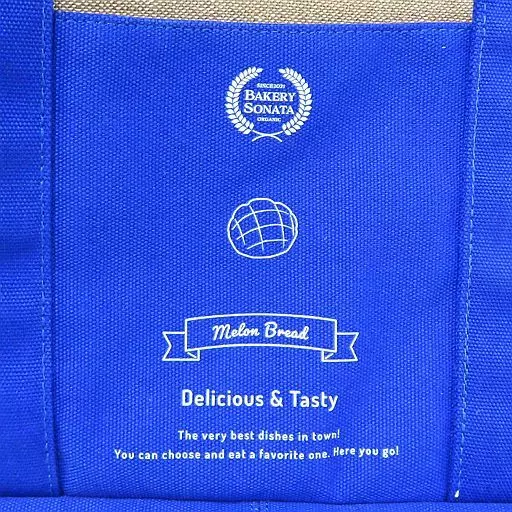 SINCE 2021
BAKERY
SONATA
ORGANIC
Melon Bread
Delicious & Tasty
The very best dishes in town!
You can choose and eat a favorite one. Here you go!